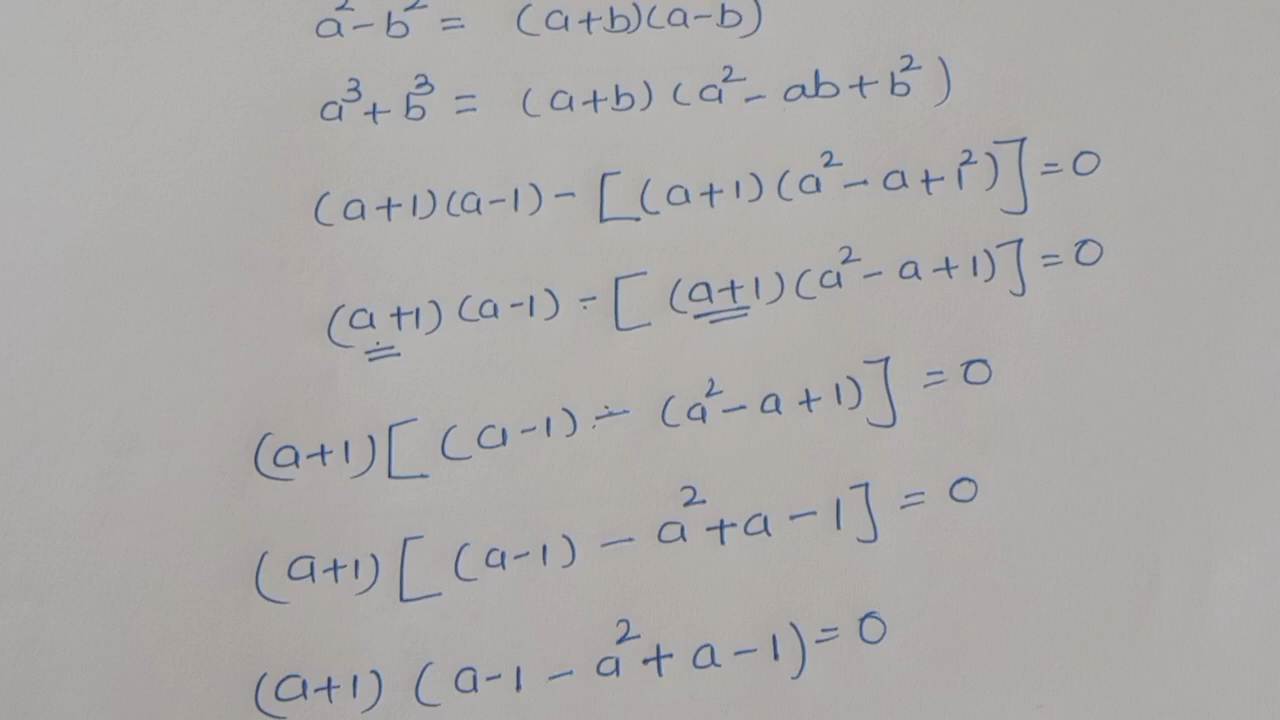 a²-b² = (a+b)(a-b)
a³+b³ = (a+b)(a²-ab+b²)
(a+1)(a-1)-[(a+1)(a²-a+1²)]=0
(a+1)(a-1)-[(a+1)(a²-a+1)]=0
(a+1)[(a-1)-(a²-a+1)]=0
(a+1)[(a-1)-a²+a-1]=0
(a+1)(a-1-a²+a-1)=0